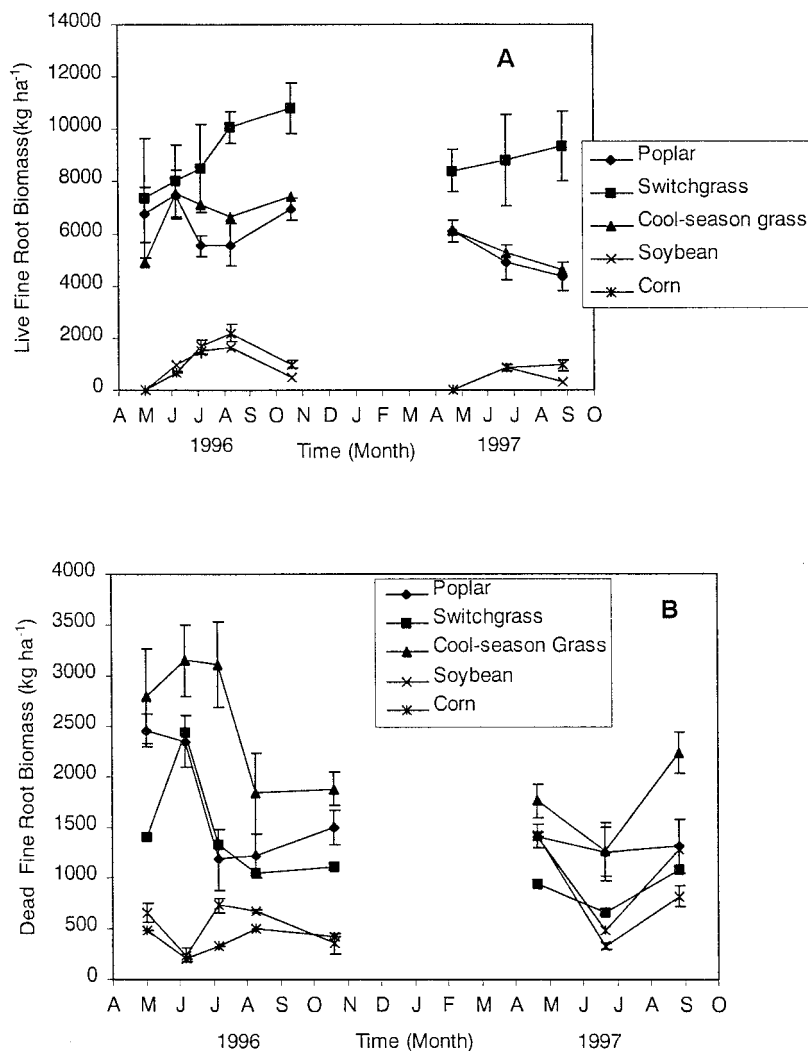 14000
12000
10000
8000
6000
4000
2000
0
Live Fine Root Biomass(kg ha⁻¹)
A
Poplar
Switchgrass
Cool-season grass
Soybean
Corn
A M J J A S O N D J F M A M J J A S O
1996 Time (Month) 1997
4000
3500
3000
2500
2000
1500
1000
500
0
Dead Fine Root Biomass (kg ha⁻¹)
B
Poplar
Switchgrass
Cool-season Grass
Soybean
Corn
A M J J A S O N D J F M A M J J A S O
1996 Time (Month) 1997